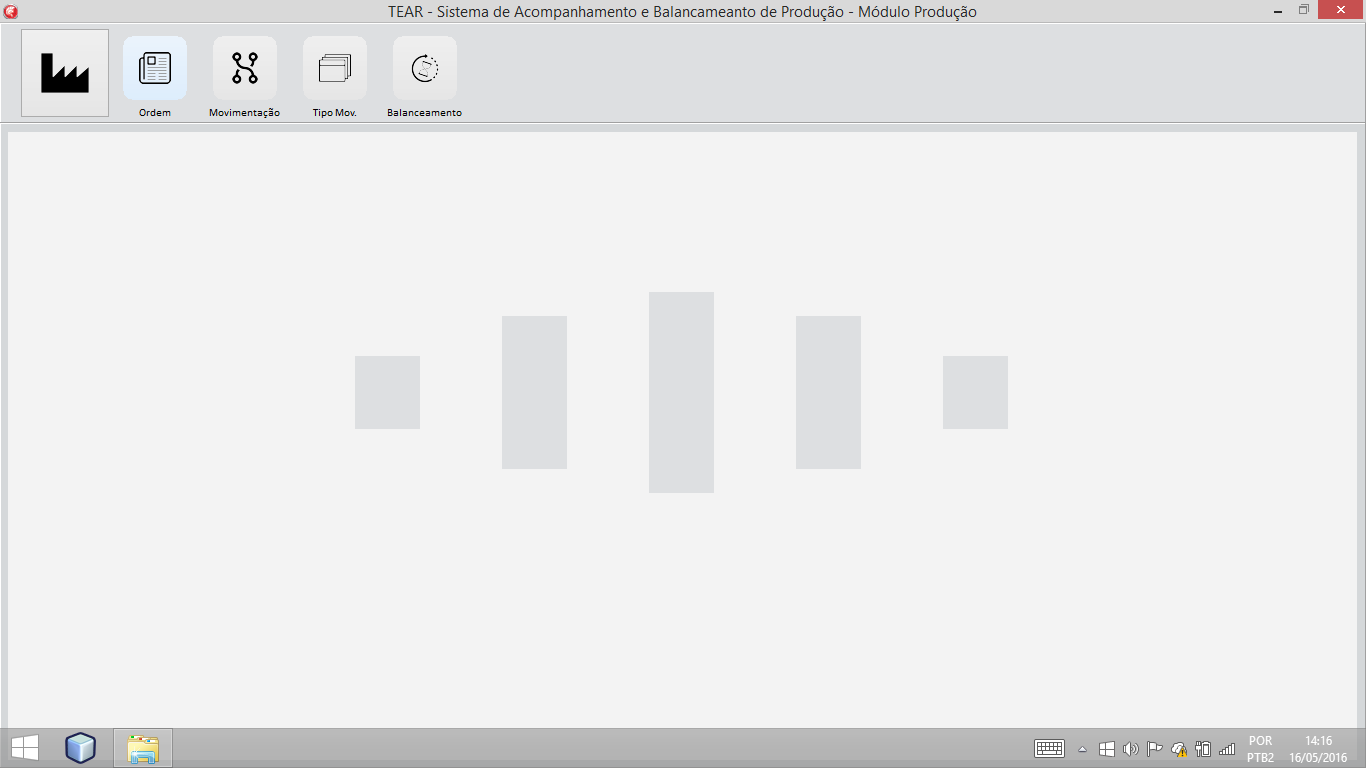 TEAR - Sistema de Acompanhamento e Balancameanto de Produção - Módulo Produção
Ordem
Movimentação
Tipo Mov.
Balanceamento
POR
PTB2
14:16
16/05/2016